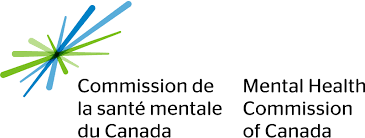 Commission de
la santé mentale
du Canada
Mental Health
Commission
of Canada